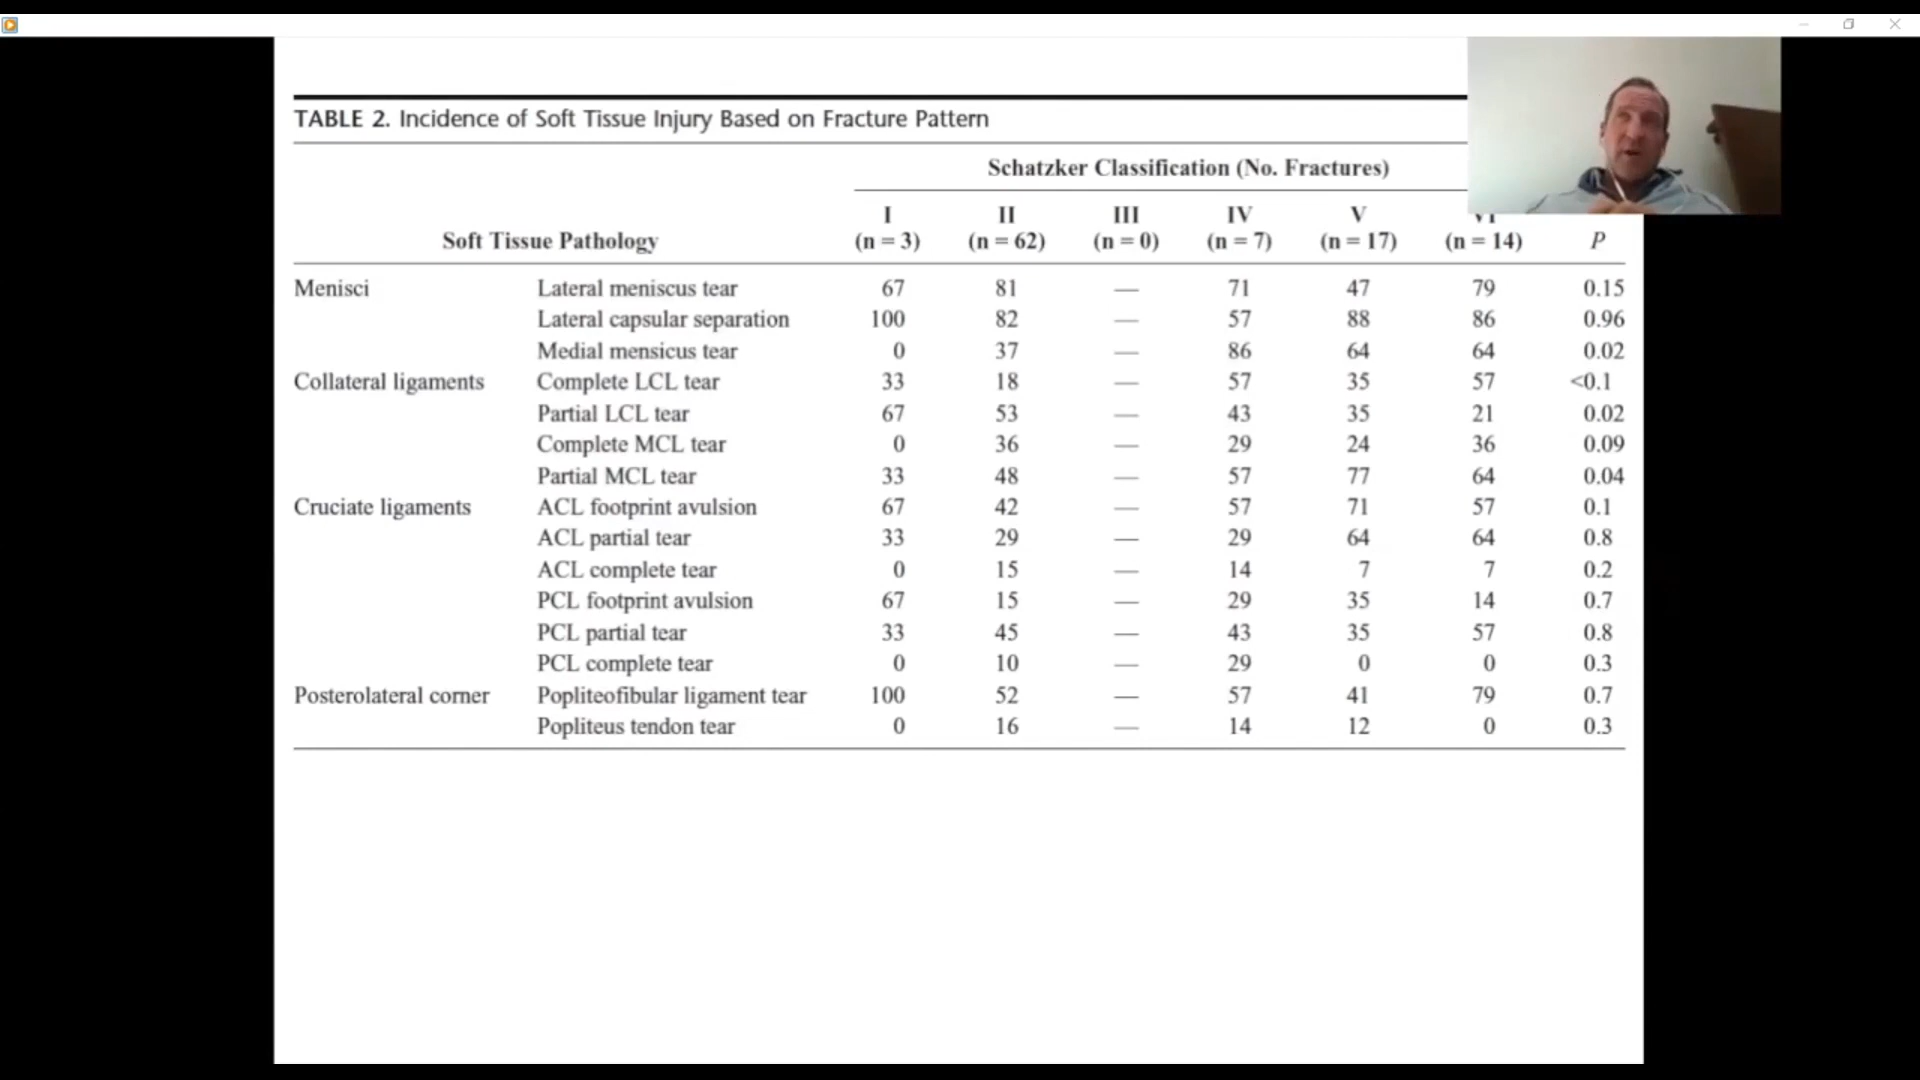 TABLE 2. Incidence of Soft Tissue Injury Based on Fracture Pattern
Schatzker Classification (No. Fractures)
I II III IV V VI
Soft Tissue Pathology (n = 3) (n = 62) (n = 0) (n = 7) (n = 17) (n = 14) P
Menisci Lateral meniscus tear 67 81 — 71 47 79 0.15
Lateral capsular separation 100 82 — 57 88 86 0.96
Medial mensicus tear 0 37 — 86 64 64 0.02
Collateral ligaments Complete LCL tear 33 18 — 57 35 57 <0.1
Partial LCL tear 67 53 — 43 35 21 0.02
Complete MCL tear 0 36 — 29 24 36 0.09
Partial MCL tear 33 48 — 57 77 64 0.04
Cruciate ligaments ACL footprint avulsion 67 42 — 57 71 57 0.1
ACL partial tear 33 29 — 29 64 64 0.8
ACL complete tear 0 15 — 14 7 7 0.2
PCL footprint avulsion 67 15 — 29 35 14 0.7
PCL partial tear 33 45 — 43 35 57 0.8
PCL complete tear 0 10 — 29 0 0 0.3
Posterolateral corner Popliteofibular ligament tear 100 52 — 57 41 79 0.7
Popliteus tendon tear 0 16 — 14 12 0 0.3